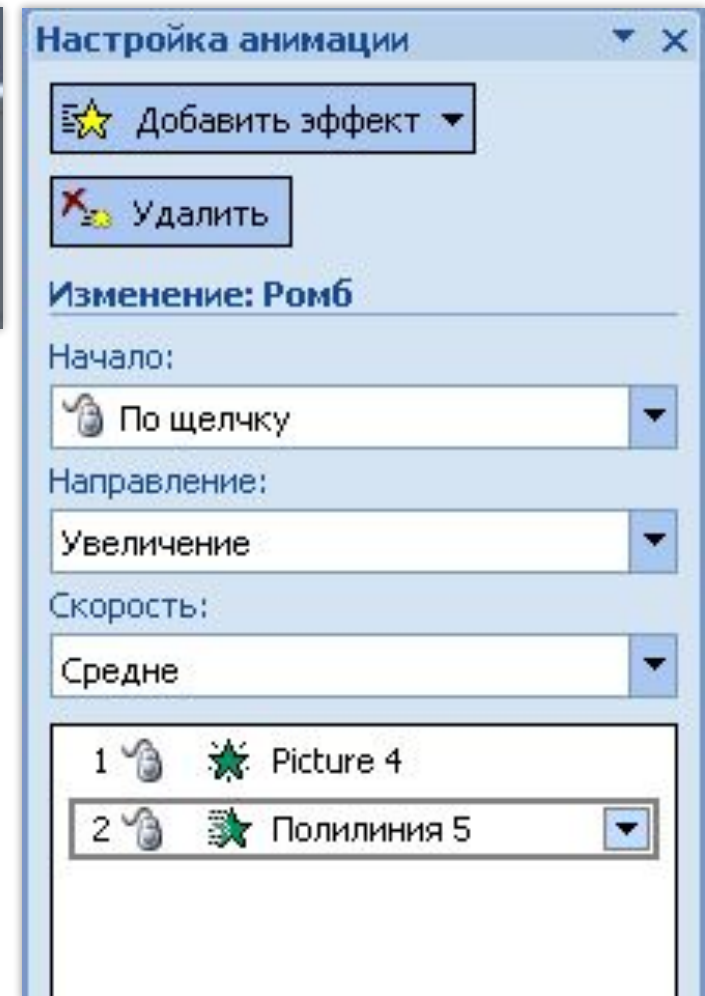 Настройка анимации
Добавить эффект
Удалить
Изменение: Ромб
Начало:
По щелчку
Направление:
Увеличение
Скорость:
Средне
1 Picture 4
2 Полилиния 5